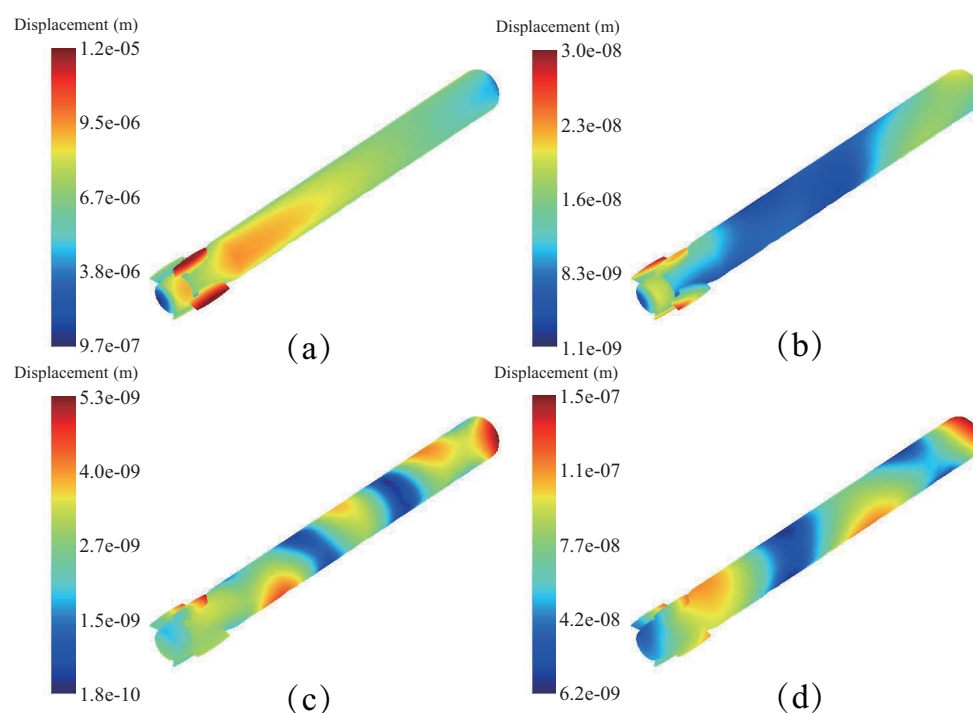 Displacement (m)
1.2e-05
9.5e-06
6.7e-06
3.8e-06
9.7e-07
(a)
Displacement (m)
3.0e-08
2.3e-08
1.6e-08
8.3e-09
1.1e-09
(b)
Displacement (m)
5.3e-09
4.0e-09
2.7e-09
1.5e-09
1.8e-10
(c)
Displacement (m)
1.5e-07
1.1e-07
7.7e-08
4.2e-08
6.2e-09
(d)